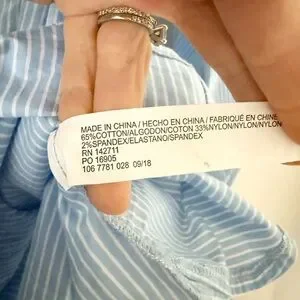 MADE IN CHINA / HECHO EN CHINA / FABRIQUÉ EN CHINE
65%COTTON/ALGODON/COTON 33%NYLON/NYLON/NYLON
2%SPANDEX/ELASTANO/SPANDEX
RN 142711
PO 16905
106 7781 028 09/18